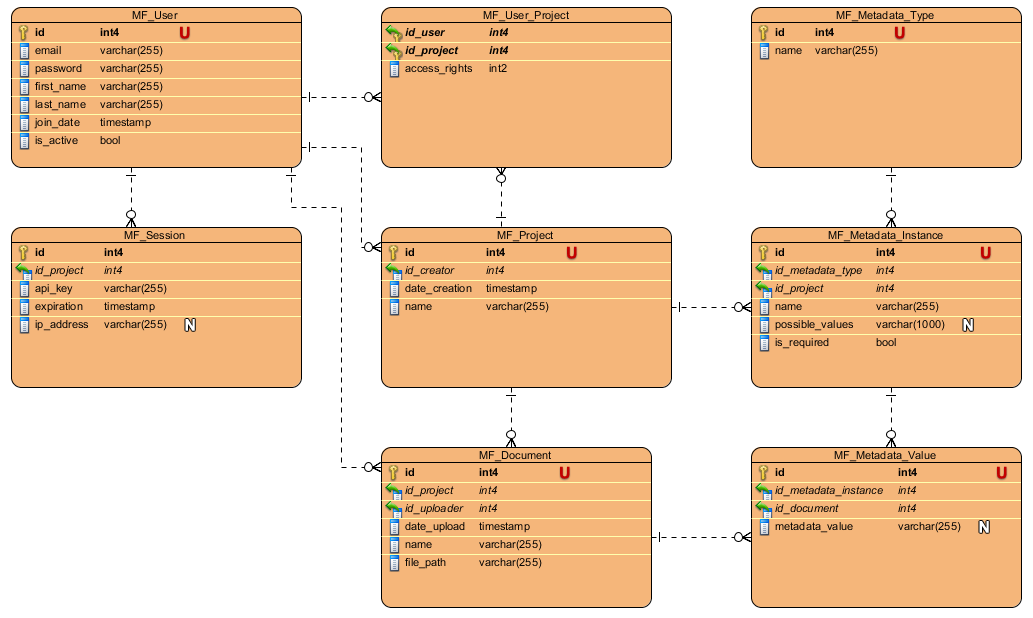 MF_User
id int4 U
email varchar(255)
password varchar(255)
first_name varchar(255)
last_name varchar(255)
join_date timestamp
is_active bool
MF_User_Project
id_user int4
id_project int4
access_rights int2
MF_Metadata_Type
id int4 U
name varchar(255)
MF_Session
id int4
id_project int4
api_key varchar(255)
expiration timestamp
ip_address varchar(255) N
MF_Project
id int4 U
id_creator int4
date_creation timestamp
name varchar(255)
MF_Metadata_Instance
id int4 U
id_metadata_type int4
id_project int4
name varchar(255)
possible_values varchar(1000) N
is_required bool
MF_Document
id int4 U
id_project int4
id_uploader int4
date_upload timestamp
name varchar(255)
file_path varchar(255)
MF_Metadata_Value
id int4 U
id_metadata_instance int4
id_document int4
metadata_value varchar(255) N